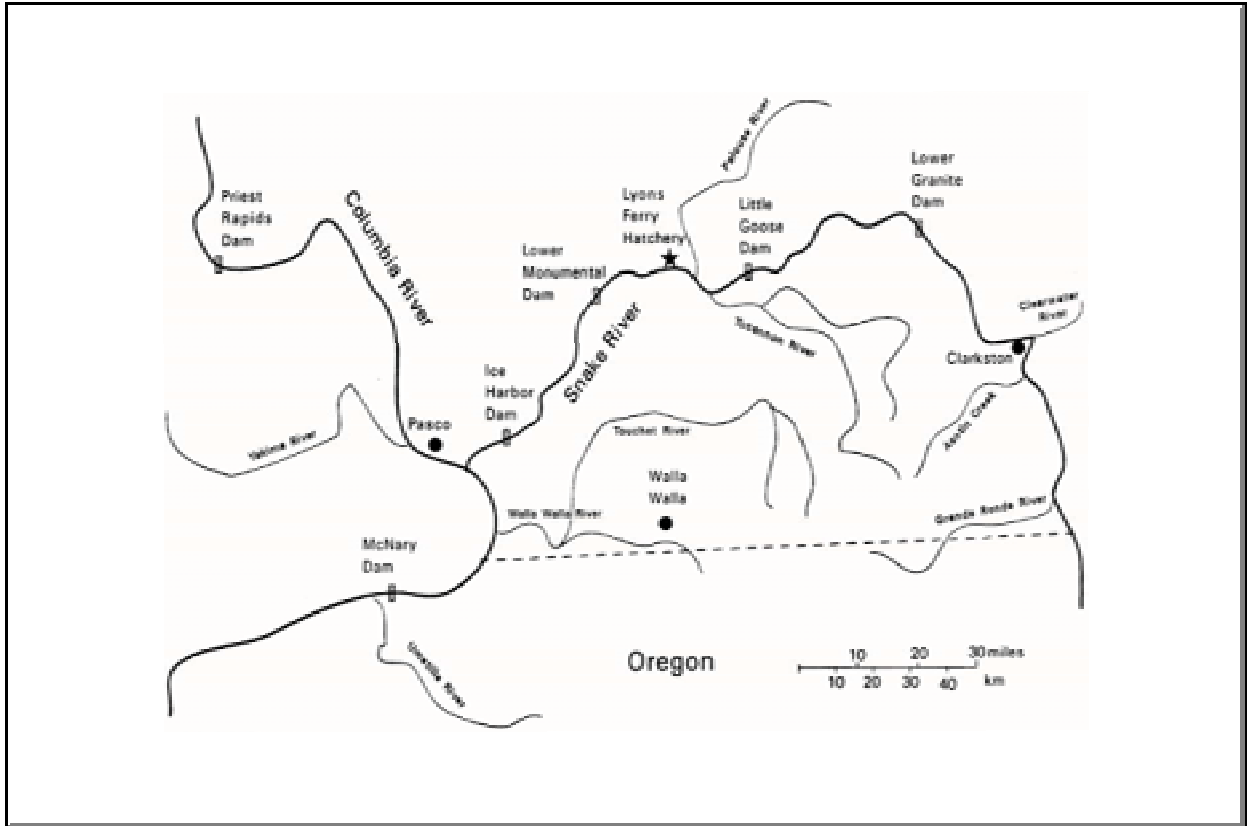 Palouse River
Lower
Granite
Dam
Priest
Rapids
Dam
Columbia River
Lyons
Ferry
Hatchery
Little
Goose
Dam
Lower
Monumental
Dam
Snake River
Clearwater
River
Tucannon River
Clarkston
Ice
Harbor
Dam
Asotin Creek
Pasco
Yakima River
Touchet River
Walla
Walla
Walla Walla River
Grande Ronde River
McNary
Dam
Umatilla River
Oregon
10 20 30 miles
10 20 30 40 km